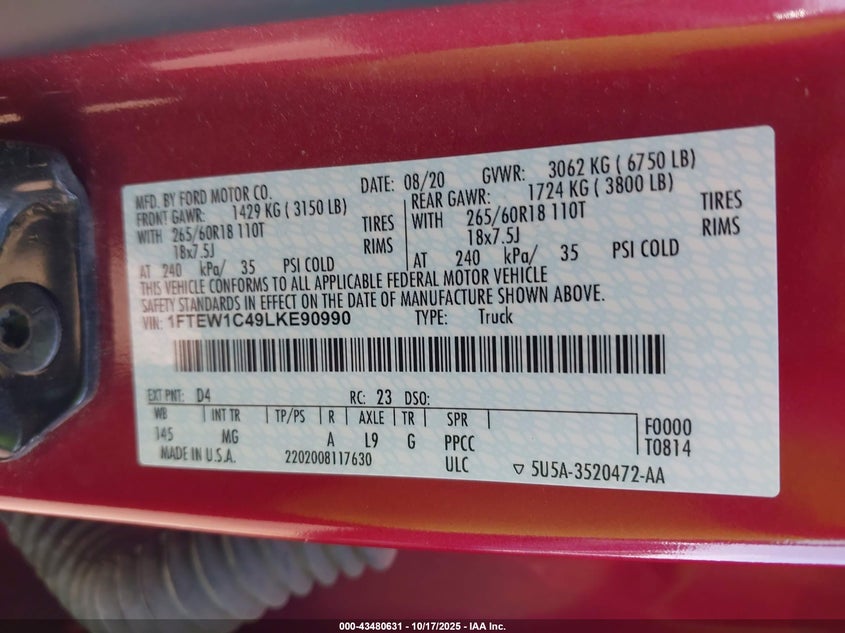 MFD. BY FORD MOTOR CO. DATE: 08/20 GVWR: 3062 KG ( 6750 LB)
FRONT GAWR: 1429 KG ( 3150 LB) REAR GAWR: 1724 KG ( 3800 LB)
WITH 265/60R18 110T TIRES WITH 265/60R18 110T TIRES
18x7.5J RIMS 18x7.5J RIMS
AT 240 kPa/ 35 PSI COLD AT 240 kPa/ 35 PSI COLD
THIS VEHICLE CONFORMS TO ALL APPLICABLE FEDERAL MOTOR VEHICLE
SAFETY STANDARDS IN EFFECT ON THE DATE OF MANUFACTURE SHOWN ABOVE.
VIN: 1FTEW1C49LKE90990 TYPE: Truck
EXT PNT: D4 RC: 23 DSO:
WB INT TR TP/PS R AXLE TR SPR F0000
145 MG A L9 G PPCC T0814
MADE IN U.S.A. 2202008117630 ULC 5U5A-3520472-AA
000-43480631 - 10/17/2025 - IAA Inc.